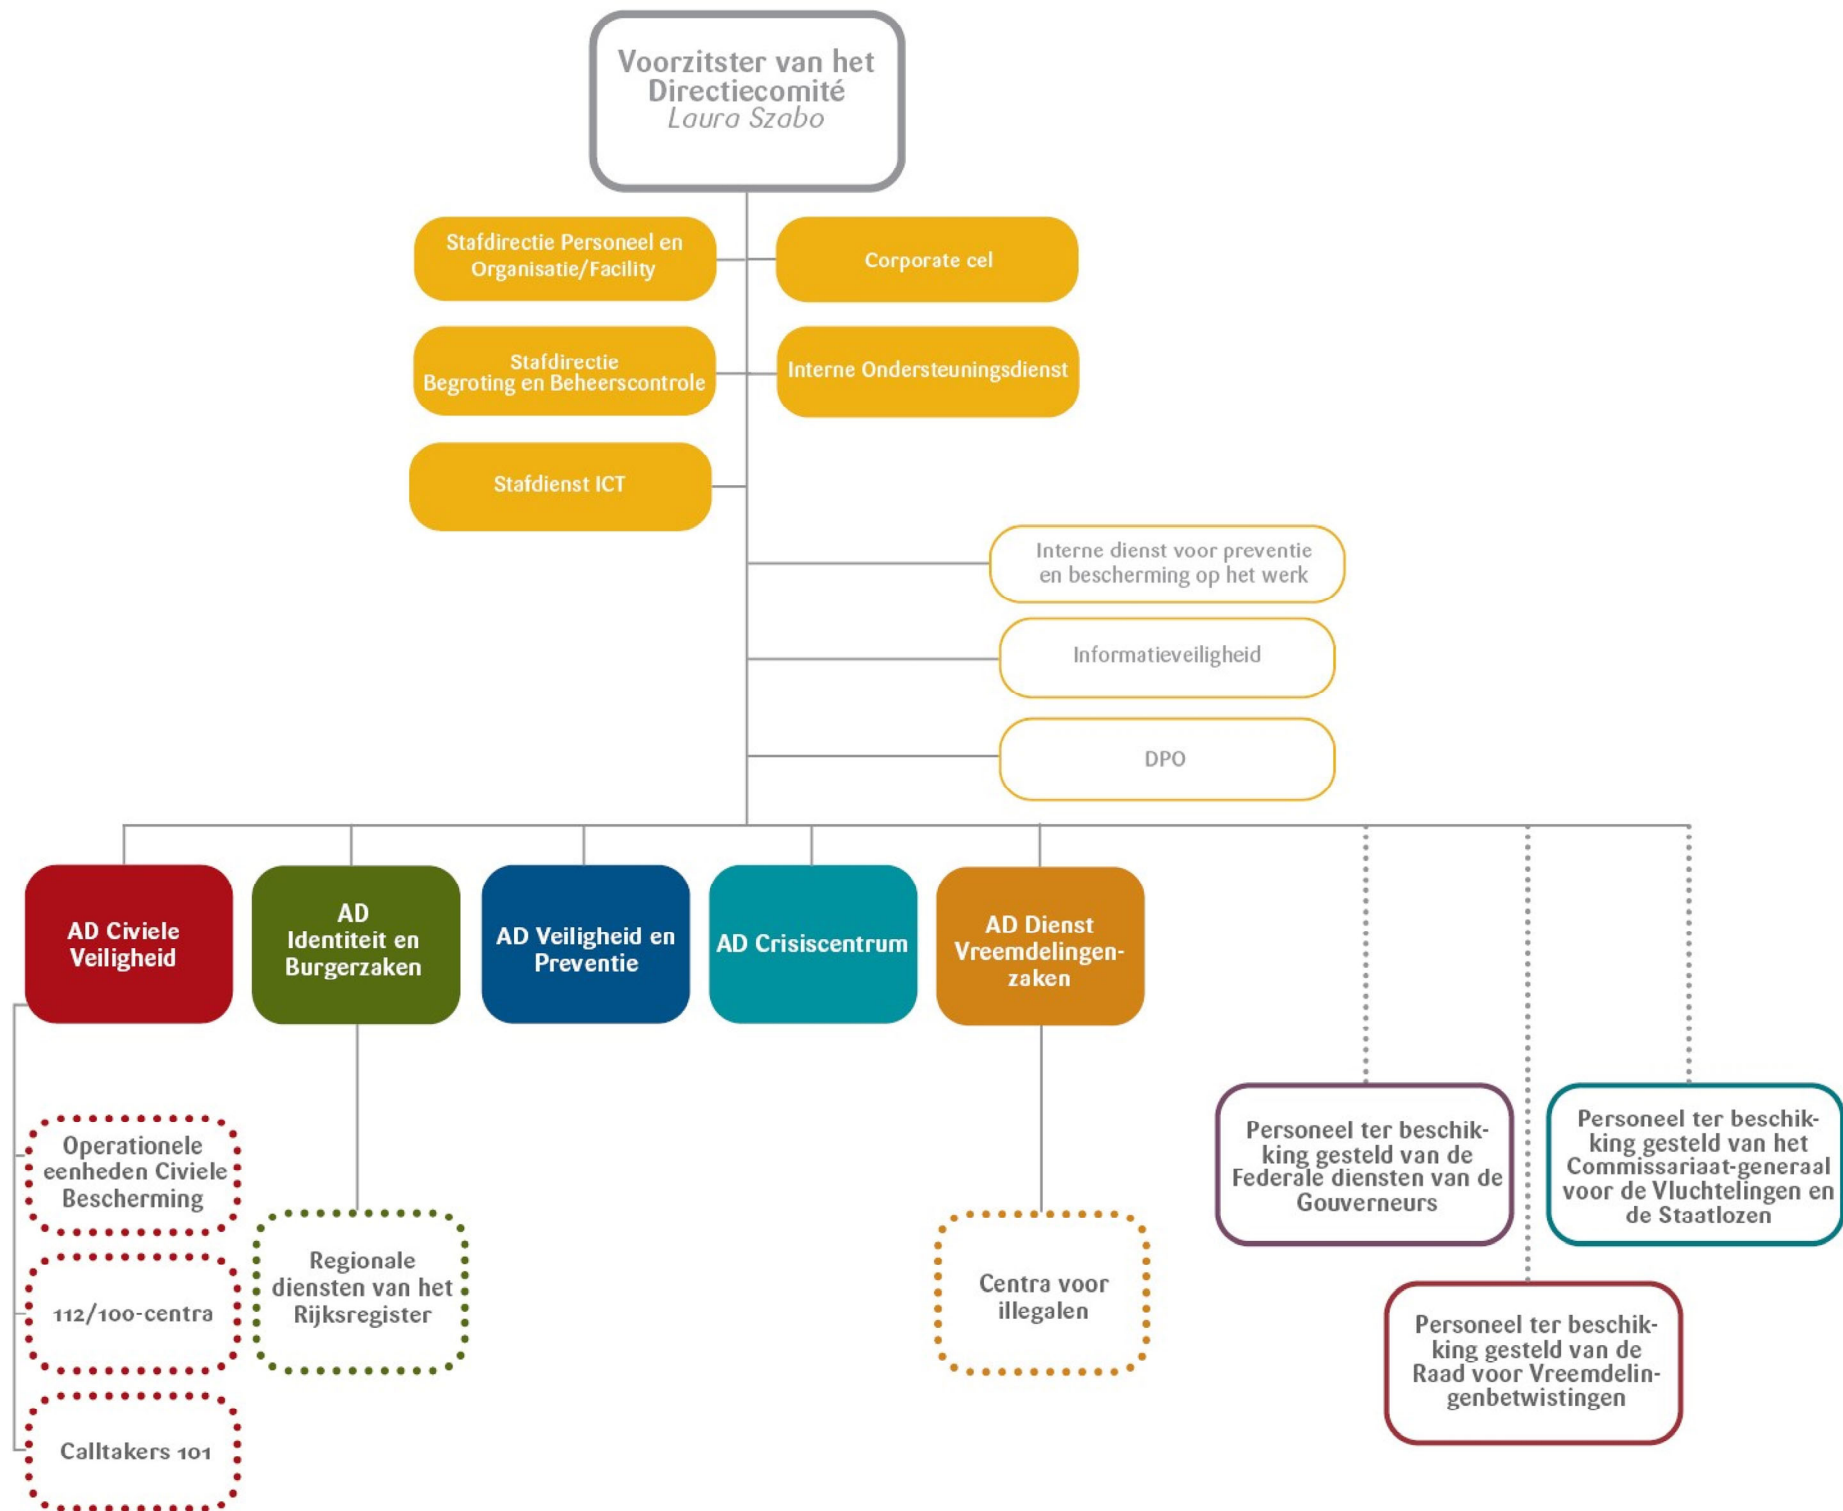 Voorzitster van het
Directiecomité
Laura Szabo
Stafdirectie Personeel en
Organisatie/Facility
Corporate cel
Stafdirectie
Begroting en Beheerscontrole
Interne Ondersteuningsdienst
Stafdienst ICT
Interne dienst voor preventie
en bescherming op het werk
Informatieveiligheid
DPO
AD Civiele
Veiligheid
AD
Identiteit en
Burgerzaken
AD Veiligheid en
Preventie
AD Crisiscentrum
AD Dienst
Vreemdelingen-
zaken
Operationele
eenheden Civiele
Bescherming
112/100-centra
Calltakers 101
Regionale
diensten van het
Rijksregister
Centra voor
illegalen
Personeel ter beschik-
king gesteld van de
Federale diensten van de
Gouverneurs
Personeel ter beschik-
king gesteld van het
Commissariaat-generaal
voor de Vluchtelingen en
de Staatlozen
Personeel ter beschik-
king gesteld van de
Raad voor Vreemdelin-
genbetwistingen